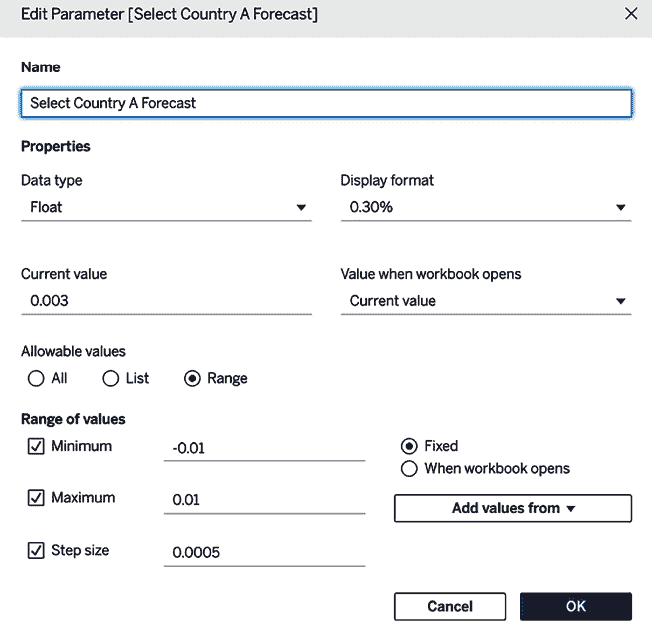 Edit Parameter [Select Country A Forecast]
Name
Select Country A Forecast
Properties
Data type
Display format
Float
0.30%
Current value
Value when workbook opens
0.003
Current value
Allowable values
All List Range
Range of values
Minimum -0.01
Fixed
When workbook opens
Maximum 0.01
Add values from
Step size 0.0005
Cancel OK